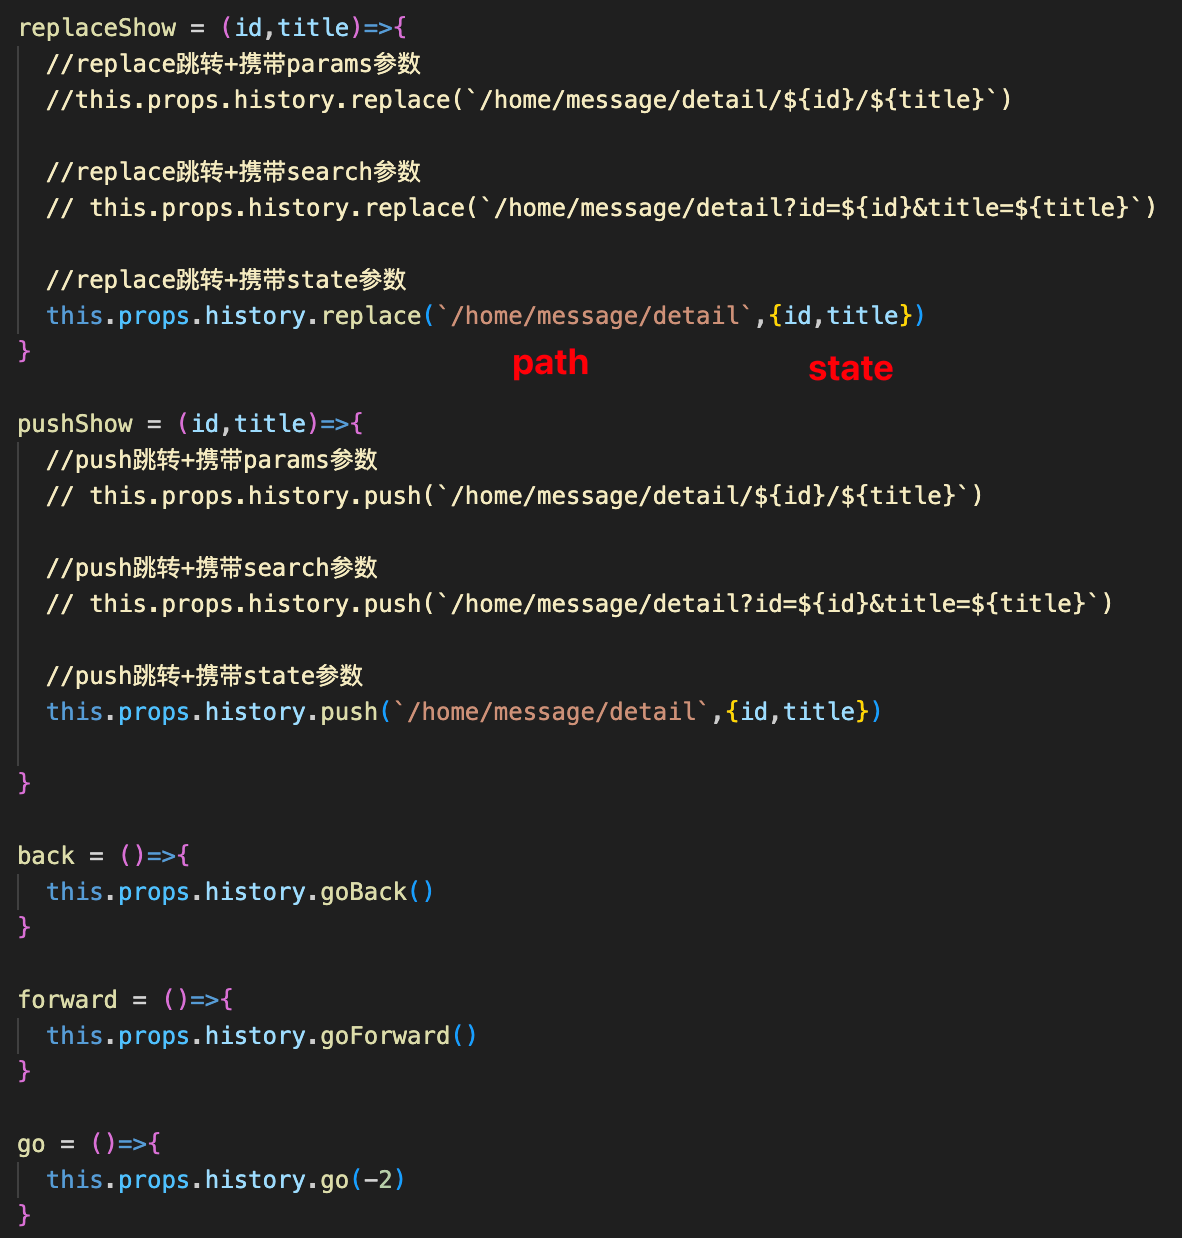 replaceShow = (id,title)=>{
//replace跳转+携带params参数
//this.props.history.replace(`/home/message/detail/${id}/${title}`)
//replace跳转+携带search参数
// this.props.history.replace(`/home/message/detail?id=${id}&title=${title}`)
//replace跳转+携带state参数
this.props.history.replace(`/home/message/detail`,{id,title})
}
path
state
pushShow = (id,title)=>{
//push跳转+携带params参数
// this.props.history.push(`/home/message/detail/${id}/${title}`)
//push跳转+携带search参数
// this.props.history.push(`/home/message/detail?id=${id}&title=${title}`)
//push跳转+携带state参数
this.props.history.push(`/home/message/detail`,{id,title})
}
back = ()=>{
this.props.history.goBack()
}
forward = ()=>{
this.props.history.goForward()
}
go = ()=>{
this.props.history.go(-2)
}